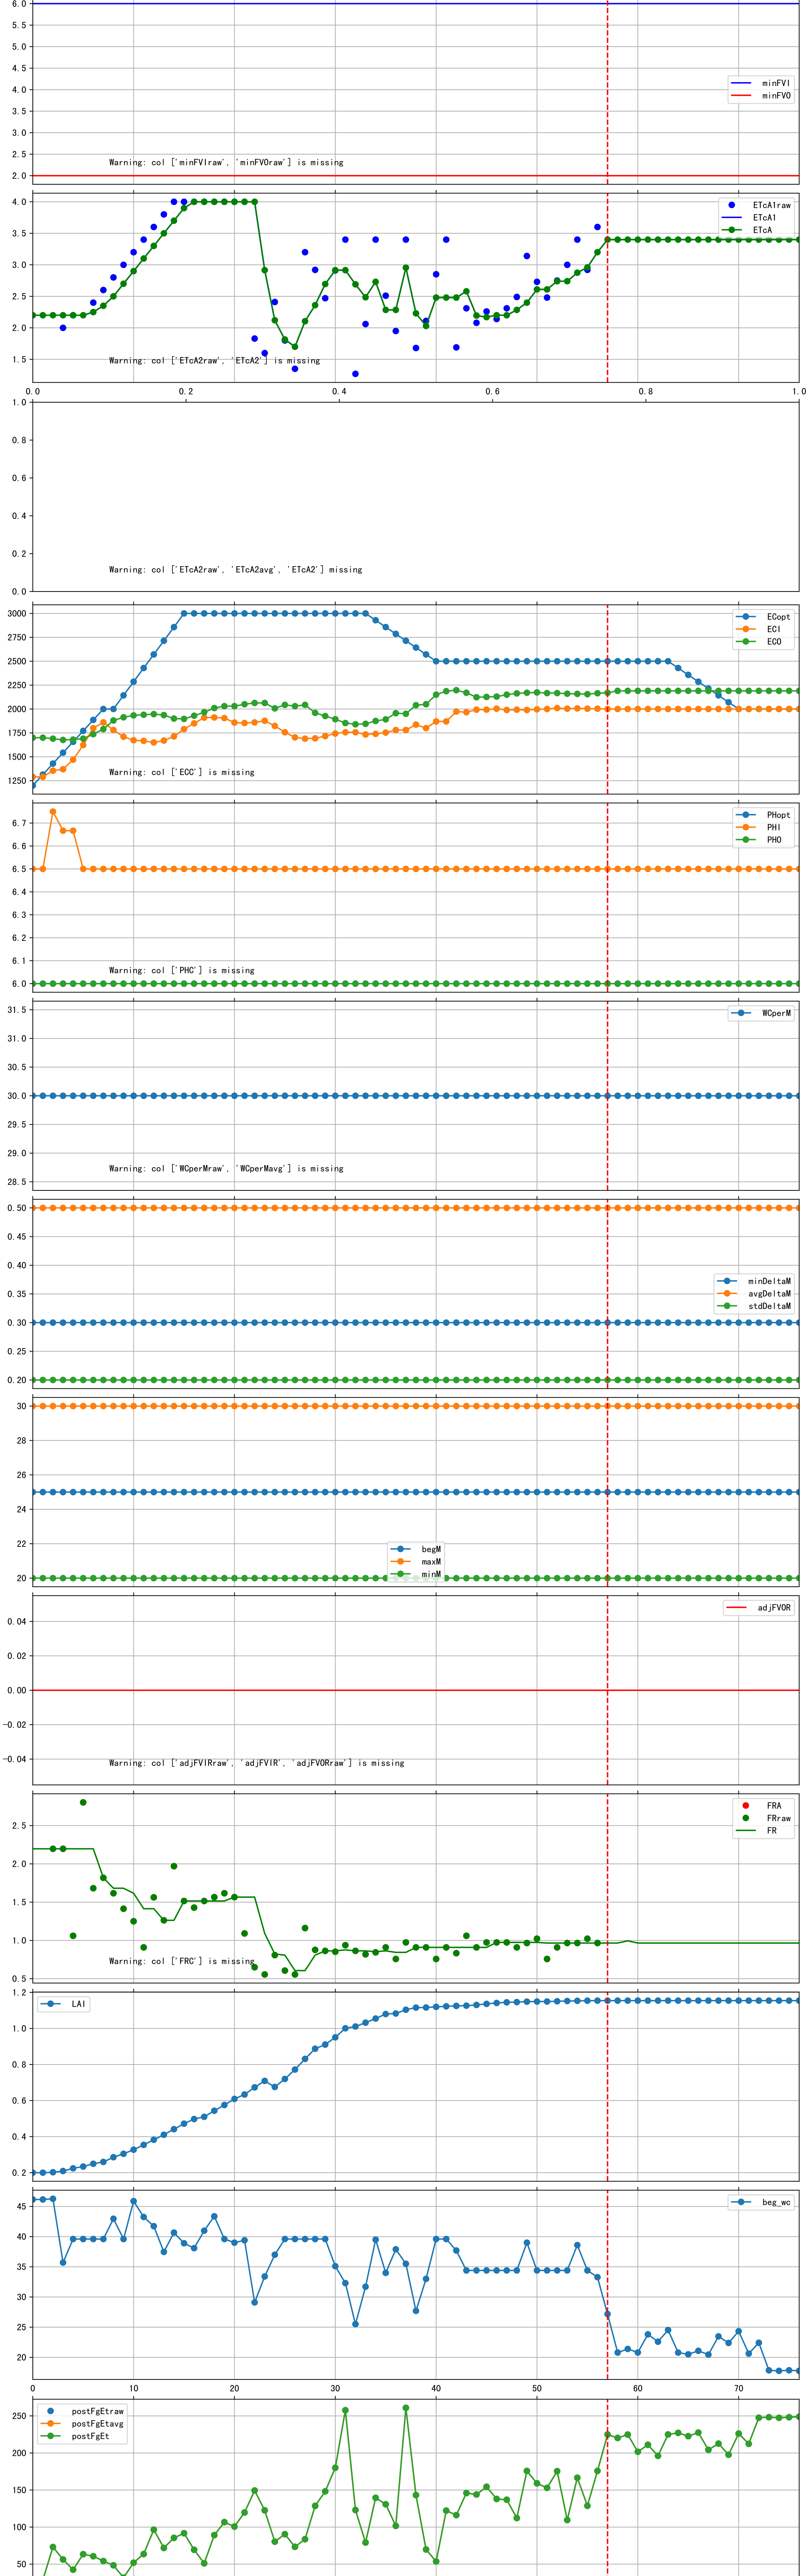 6.0
5.5
5.0
4.5
4.0
3.5
3.0
2.5
2.0
minFVI
minFVO
Warning: col ['minFVIraw', 'minFVOraw'] is missing
4.0
3.5
3.0
2.5
2.0
1.5
ETcA1raw
ETcA1
ETcA
Warning: col ['ETcA2raw', 'ETcA2'] is missing
0.0 0.2 0.4 0.6 0.8 1.0
1.0
0.8
0.6
0.4
0.2
0.0
Warning: col ['ETcA2raw', 'ETcA2avg', 'ETcA2'] missing
3000
2750
2500
2250
2000
1750
1500
1250
ECopt
ECI
ECO
Warning: col ['ECC'] is missing
6.7
6.6
6.5
6.4
6.3
6.2
6.1
6.0
PHopt
PHI
PHO
Warning: col ['PHC'] is missing
31.5
31.0
30.5
30.0
29.5
29.0
28.5
WCperM
Warning: col ['WCperMraw', 'WCperMavg'] is missing
0.50
0.45
0.40
0.35
0.30
0.25
0.20
minDeltaM
avgDeltaM
stdDeltaM
30
28
26
24
22
20
begM
maxM
minM
0.04
0.02
0.00
−0.02
−0.04
adjFVOR
Warning: col ['adjFVIRraw', 'adjFVIR', 'adjFVORraw'] is missing
2.5
2.0
1.5
1.0
0.5
FRA
FRraw
FR
Warning: col ['FRC'] is missing
1.2
1.0
0.8
0.6
0.4
0.2
LAI
45
40
35
30
25
20
beg_wc
0 10 20 30 40 50 60 70
250
200
150
100
50
postFgEtraw
postFgEtavg
postFgEt